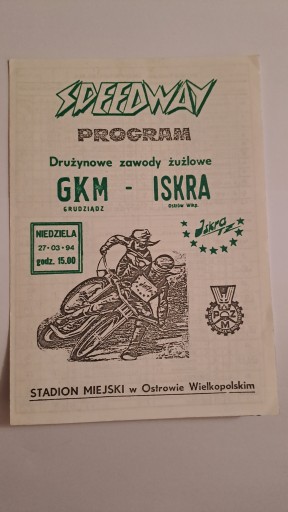 SPEEDWAY
PROGRAM
Drużynowe zawody żużlowe
GKM - ISKRA
GRUDZIĄDZ Ostrów Wlkp.
NIEDZIELA
27·03·94
godz. 15.00
Iskra
PZM
STADION MIEJSKI w Ostrowie Wielkopolskim